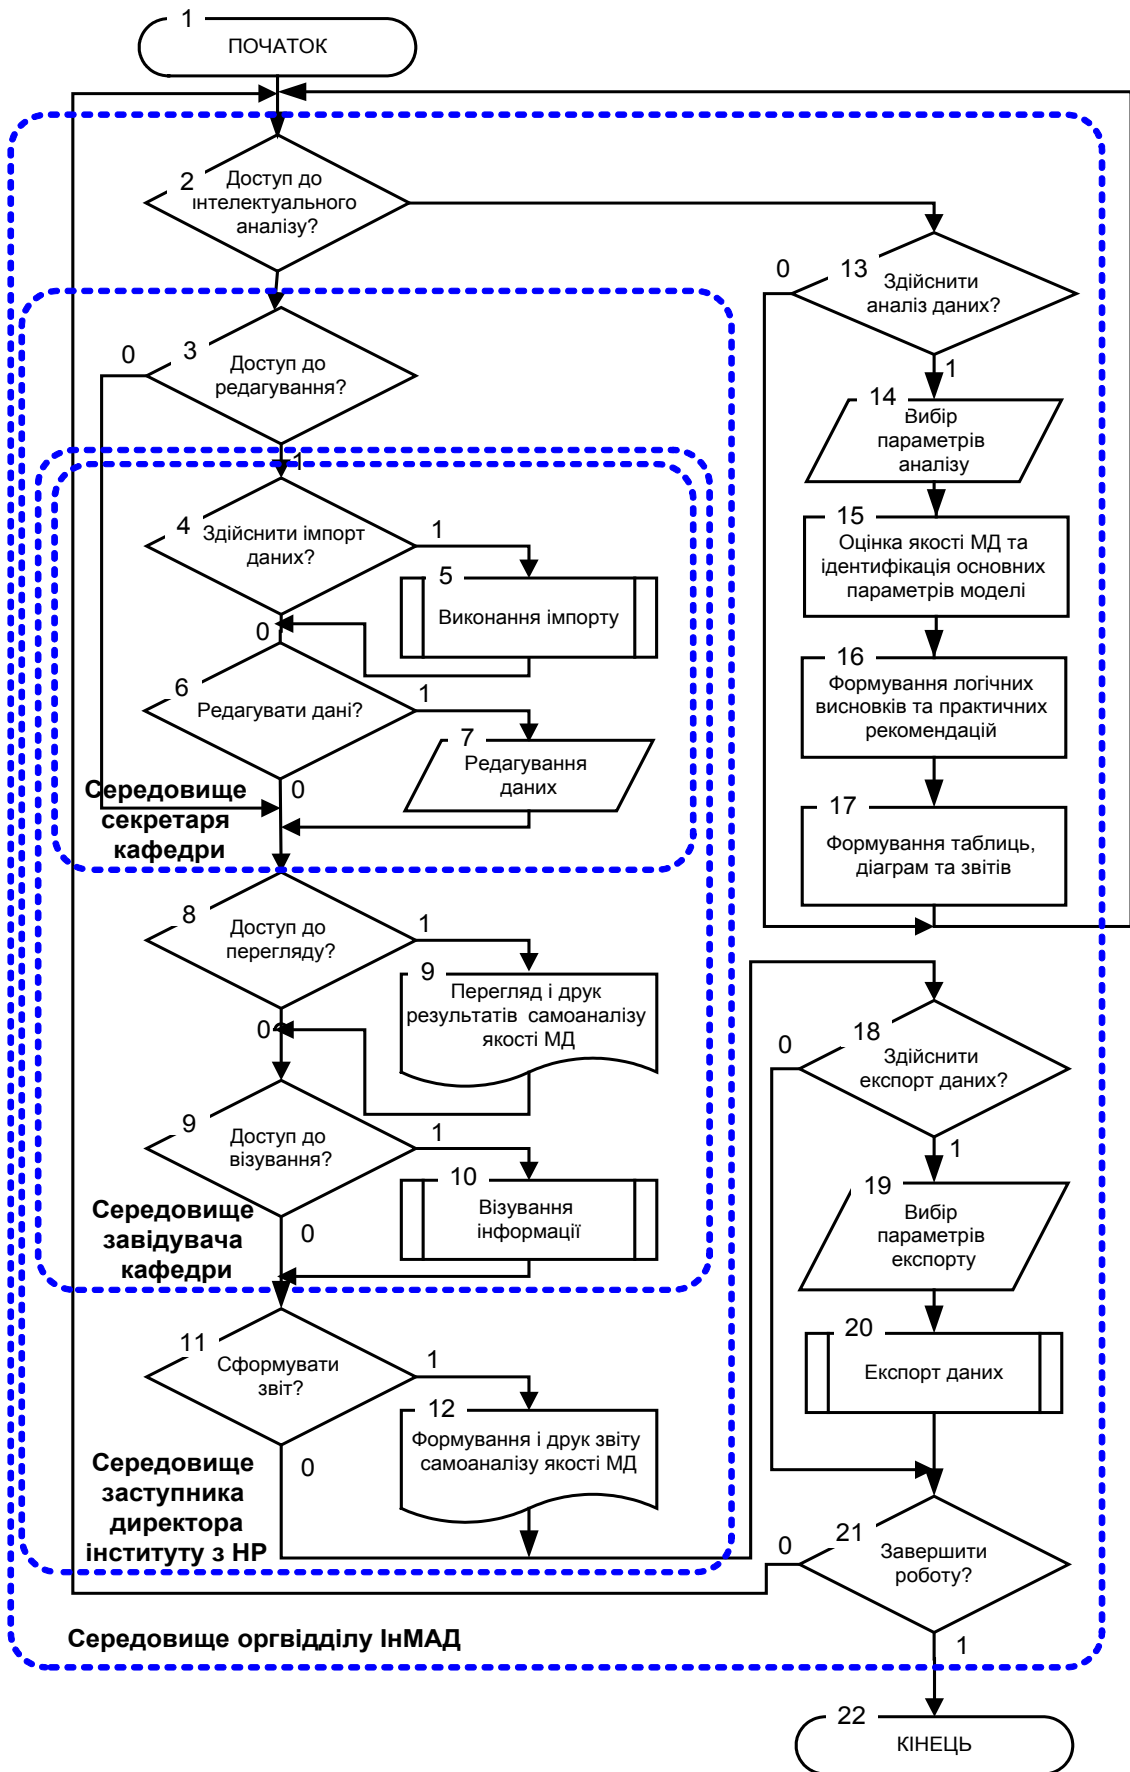 1
ПОЧАТОК
2
Доступ до
інтелектуального
аналізу?
0
13
Здійснити
аналіз даних?
1
0
3
Доступ до
редагування?
1
14
Вибір
параметрів
аналізу
4
Здійснити імпорт
даних?
1
5
Виконання імпорту
0
15
Оцінка якості МД та
ідентифікація основних
параметрів моделі
6
Редагувати дані?
1
7
Редагування
даних
0
16
Формування логічних
висновків та практичних
рекомендацій
Середовище
секретаря
кафедри
17
Формування таблиць,
діаграм та звітів
8
Доступ до
перегляду?
1
9
Перегляд і друк
результатів самоаналізу
якості МД
0
18
Здійснити
експорт даних?
0
1
9
Доступ до
візування?
1
10
Візування
інформації
0
Середовище
завідувача
кафедри
19
Вибір
параметрів
експорту
11
Сформувати
звіт?
1
12
Формування і друк звіту
самоаналізу якості МД
0
20
Експорт даних
Середовище
заступника
директора
інституту з НР
21
Завершити
роботу?
0
1
Середовище оргвідділу ІнМАД
22
КІНЕЦЬ